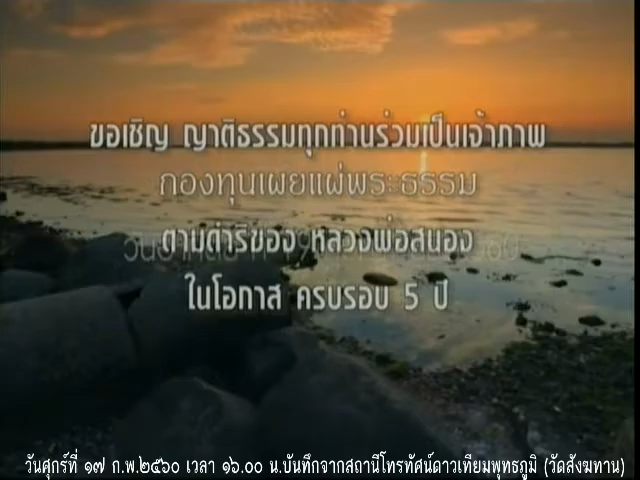 ขอเชิญ ญาติธรรมทุกท่านร่วมเป็นเจ้าภาพ
กองทุนเผยแผ่พระธรรม
ตามดำริของ หลวงพ่อสนอง
ในโอกาส ครบรอบ 5 ปี
วันศุกร์ที่ ๑๗ ก.พ.๒๕๖๐ เวลา ๑๖.๐๐ น.บันทึกจากสถานีโทรทัศน์ดาวเทียมพุทธภูมิ (วัดสังฆทาน)